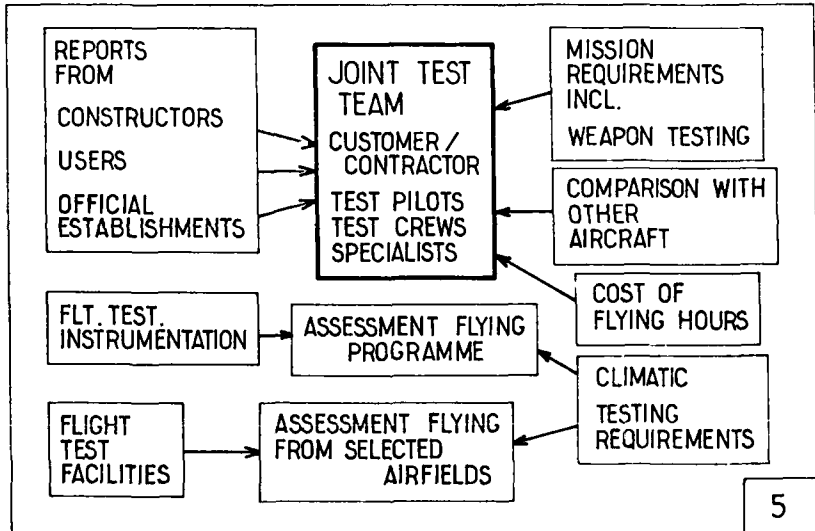 REPORTS
FROM
CONSTRUCTORS
USERS
OFFICIAL
ESTABLISHMENTS
JOINT TEST
TEAM
CUSTOMER/
CONTRACTOR
TEST PILOTS
TEST CREWS
SPECIALISTS
MISSION
REQUIREMENTS
INCL.
WEAPON TESTING
COMPARISON WITH
OTHER
AIRCRAFT
COST OF
FLYING HOURS
FLT. TEST.
INSTRUMENTATION
ASSESSMENT FLYING
PROGRAMME
CLIMATIC
TESTING
REQUIREMENTS
FLIGHT
TEST
FACILITIES
ASSESSMENT FLYING
FROM SELECTED
AIRFIELDS
5